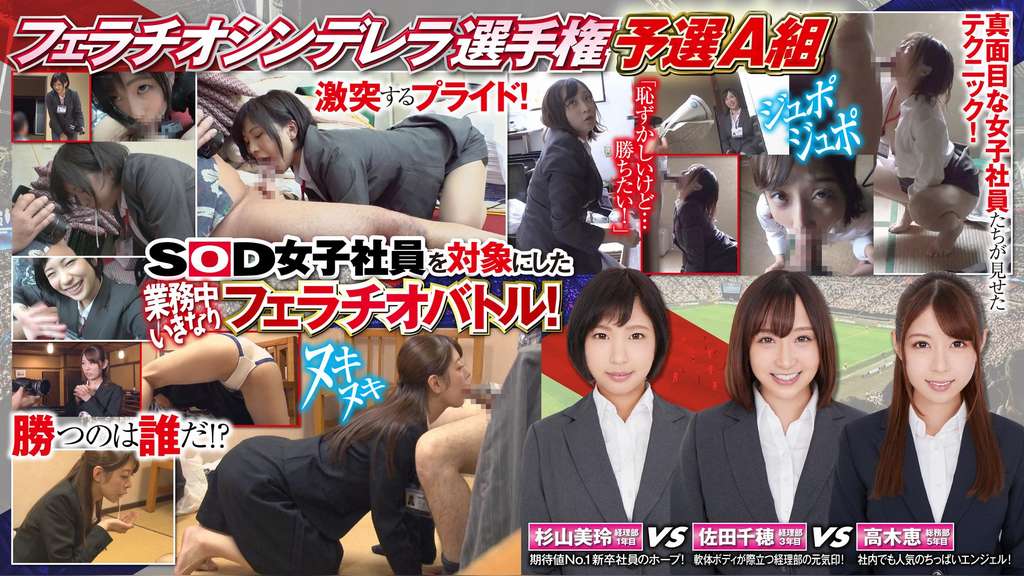 フェラチオシンデレラ選手権 予選A組
激突するプライド!
「恥ずかしいけど…
勝ちたい!」
ジュポ
ジュポ
真面目な女子社員たちが見せた
テクニック!
SOD女子社員を対象にした
業務中
いきなり
フェラチオバトル!
ヌキ
ヌキ
勝つのは誰だ!?
杉山美玲 経理部 1年目
期待値No.1新卒社員のホープ!
VS
佐田千穂 経理部 3年目
軟体ボディが際立つ経理部の元気印!
VS
高木恵 総務部 5年目
社内でも人気のちっぱいエンジェル!